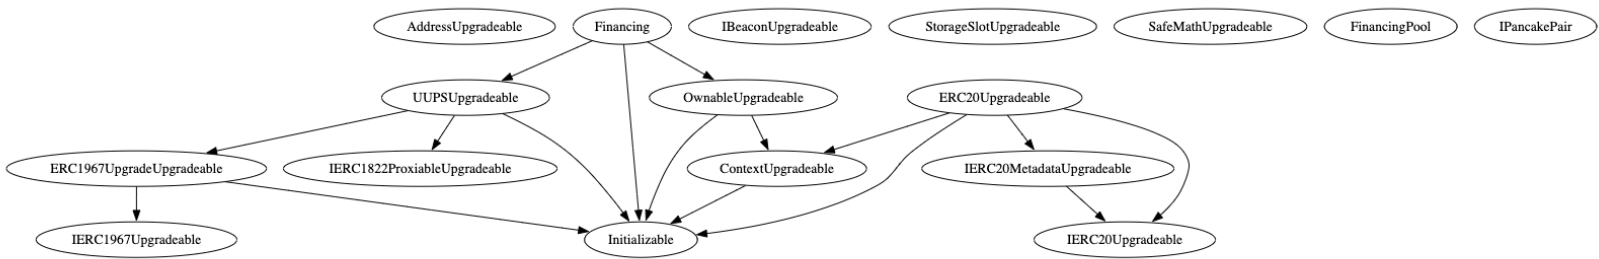 AddressUpgradeable
Financing
IBeaconUpgradeable
StorageSlotUpgradeable
SafeMathUpgradeable
FinancingPool
IPancakePair
UUPSUpgradeable
OwnableUpgradeable
ERC20Upgradeable
ERC1967UpgradeUpgradeable
IERC1822ProxiableUpgradeable
ContextUpgradeable
IERC20MetadataUpgradeable
IERC1967Upgradeable
Initializable
IERC20Upgradeable